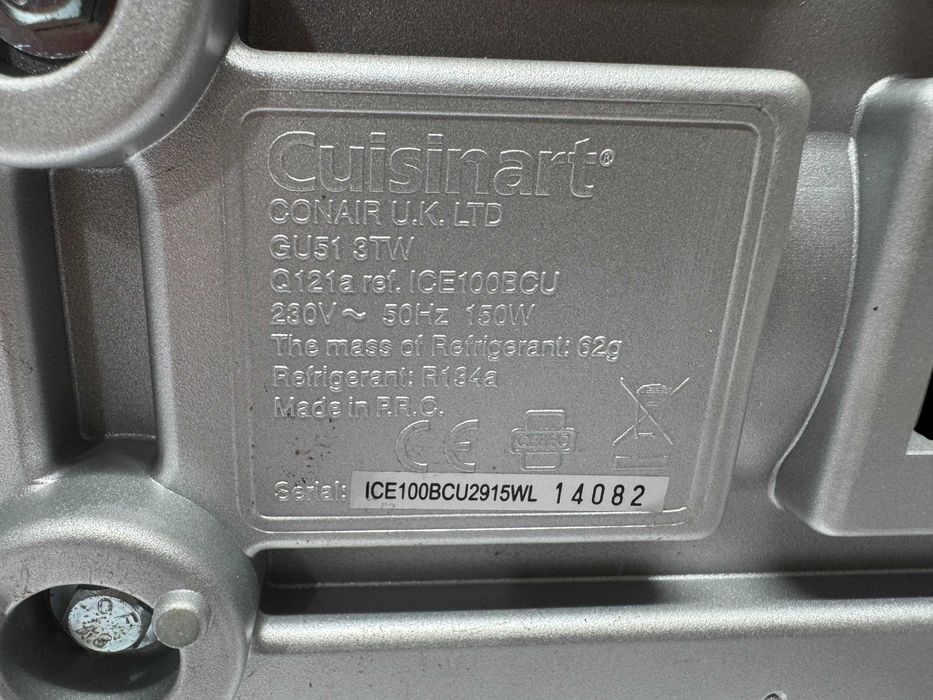 Cuisinart®
CONAIR U.K. LTD
GU51 3TW
Q121a ref. ICE100BCU
230V ~ 50Hz 150W
The mass of Refrigerant: 62g
Refrigerant: R134a
Made in P.R.C.
CE
Serial: ICE100BCU2915WL 14082